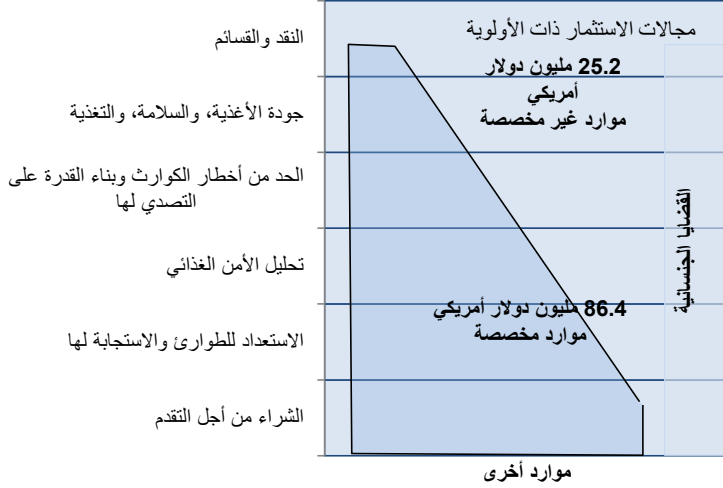 مجالات الاستثمار ذات الأولوية
النقد والقسائم
25.2 مليون دولار
أمريكي
موارد غير مخصصة
جودة الأغذية، والسلامة، والتغذية
الحد من أخطار الكوارث وبناء القدرة على
التصدي لها
القضايا الجنسانية
تحليل الأمن الغذائي
86.4 مليون دولار أمريكي
موارد مخصصة
الاستعداد للطوارئ والاستجابة لها
الشراء من أجل التقدم
موارد أخرى